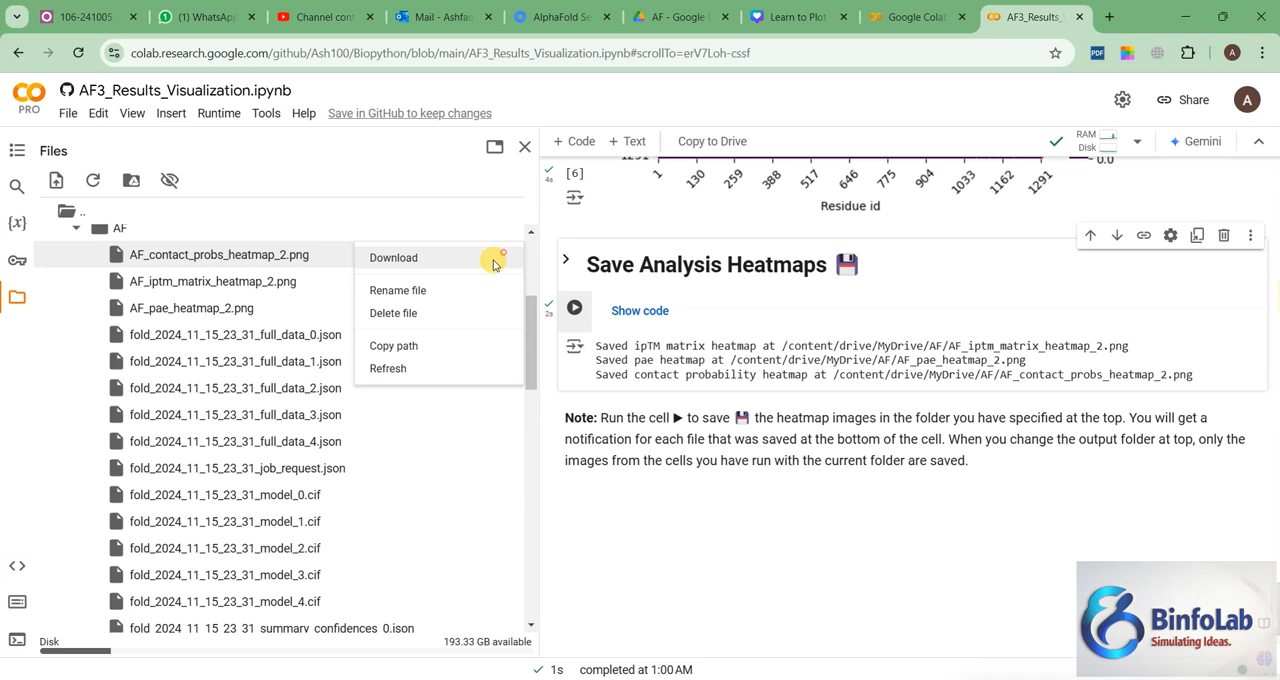 106-241005 -
(1) WhatsAp
Channel cont
Mail - Ashfaq
AlphaFold Se
AF - Google D
Learn to Plot
Google Colab
AF3_Results_
colab.research.google.com/github/Ash100/Biopython/blob/main/AF3_Results_Visualization.ipynb#scrollTo=erV7Loh-cssf
PDF
A
PRO
AF3_Results_Visualization.ipynb
File Edit View Insert Runtime Tools Help Save in GitHub to keep changes
Share
A
Files
+ Code + Text Copy to Drive
RAM
Disk
Gemini
{x}
..
AF
AF_contact_probs_heatmap_2.png
AF_iptm_matrix_heatmap_2.png
AF_pae_heatmap_2.png
fold_2024_11_15_23_31_full_data_0.json
fold_2024_11_15_23_31_full_data_1.json
fold_2024_11_15_23_31_full_data_2.json
fold_2024_11_15_23_31_full_data_3.json
fold_2024_11_15_23_31_full_data_4.json
fold_2024_11_15_23_31_job_request.json
fold_2024_11_15_23_31_model_0.cif
fold_2024_11_15_23_31_model_1.cif
fold_2024_11_15_23_31_model_2.cif
fold_2024_11_15_23_31_model_3.cif
fold_2024_11_15_23_31_model_4.cif
fold_2024_11_15_23_31_summary_confidences_0.json
Disk
193.33 GB available
Download
Rename file
Delete file
Copy path
Refresh
1291
0.0
4s
[6]
1 130 259 388 517 646 775 904 1033 1162 1291
Residue id
Save Analysis Heatmaps 💾
2s
Show code
Saved ipTM matrix heatmap at /content/drive/MyDrive/AF/AF_iptm_matrix_heatmap_2.png
Saved pae heatmap at /content/drive/MyDrive/AF/AF_pae_heatmap_2.png
Saved contact probability heatmap at /content/drive/MyDrive/AF/AF_contact_probs_heatmap_2.png
Note: Run the cell ▶ to save 💾 the heatmap images in the folder you have specified at the top. You will get a
notification for each file that was saved at the bottom of the cell. When you change the output folder at top, only the
images from the cells you have run with the current folder are saved.
BinfoLab
Simulating Ideas.
1s completed at 1:00 AM